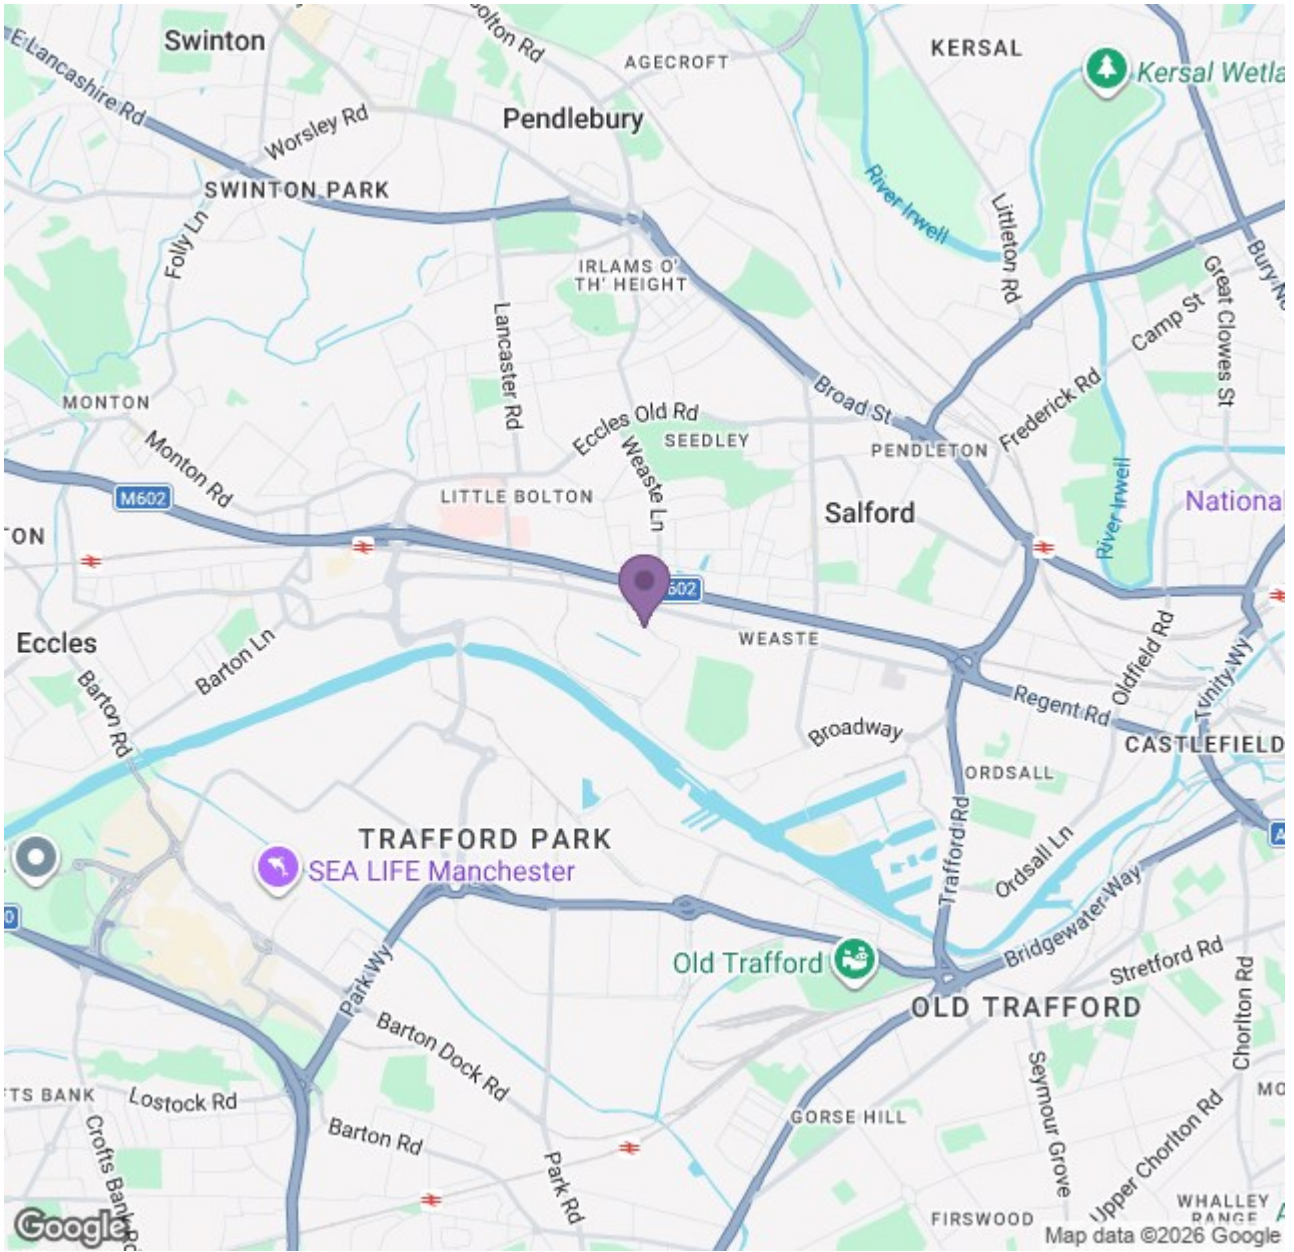 Swinton
Bolton Rd
AGECROFT
KERSAL
Kersal Wetla
E Lancashire Rd
Pendlebury
Worsley Rd
SWINTON PARK
River Irwell
Littleton Rd
Folly Ln
IRLAMS O'
TH' HEIGHT
Great Clowes St
Bury Ne
Camp St
Lancaster Rd
MONTON
Broad St
Frederick Rd
Eccles Old Rd
SEEDLEY
PENDLETON
Monton Rd
Weaste Ln
M602
LITTLE BOLTON
Salford
River Irwell
National
TON
602
Eccles
Barton Ln
WEASTE
Oldfield Rd
Trinity Wy
Barton Rd
Regent Rd
Broadway
CASTLEFIELD
ORDSALL
TRAFFORD PARK
SEA LIFE Manchester
Trafford Rd
Ordsall Ln
A
0
Bridgewater Way
Park Wy
Old Trafford
Stretford Rd
OLD TRAFFORD
Chorlton Rd
Barton Dock Rd
FTS BANK
Lostock Rd
Crofts Bank Rd
Barton Rd
GORSE HILL
Seymour Grove
MO
Upper Chorlton Rd
Park Rd
WHALLEY
RANGE
A
FIRSWOOD
Google
Map data ©2026 Google